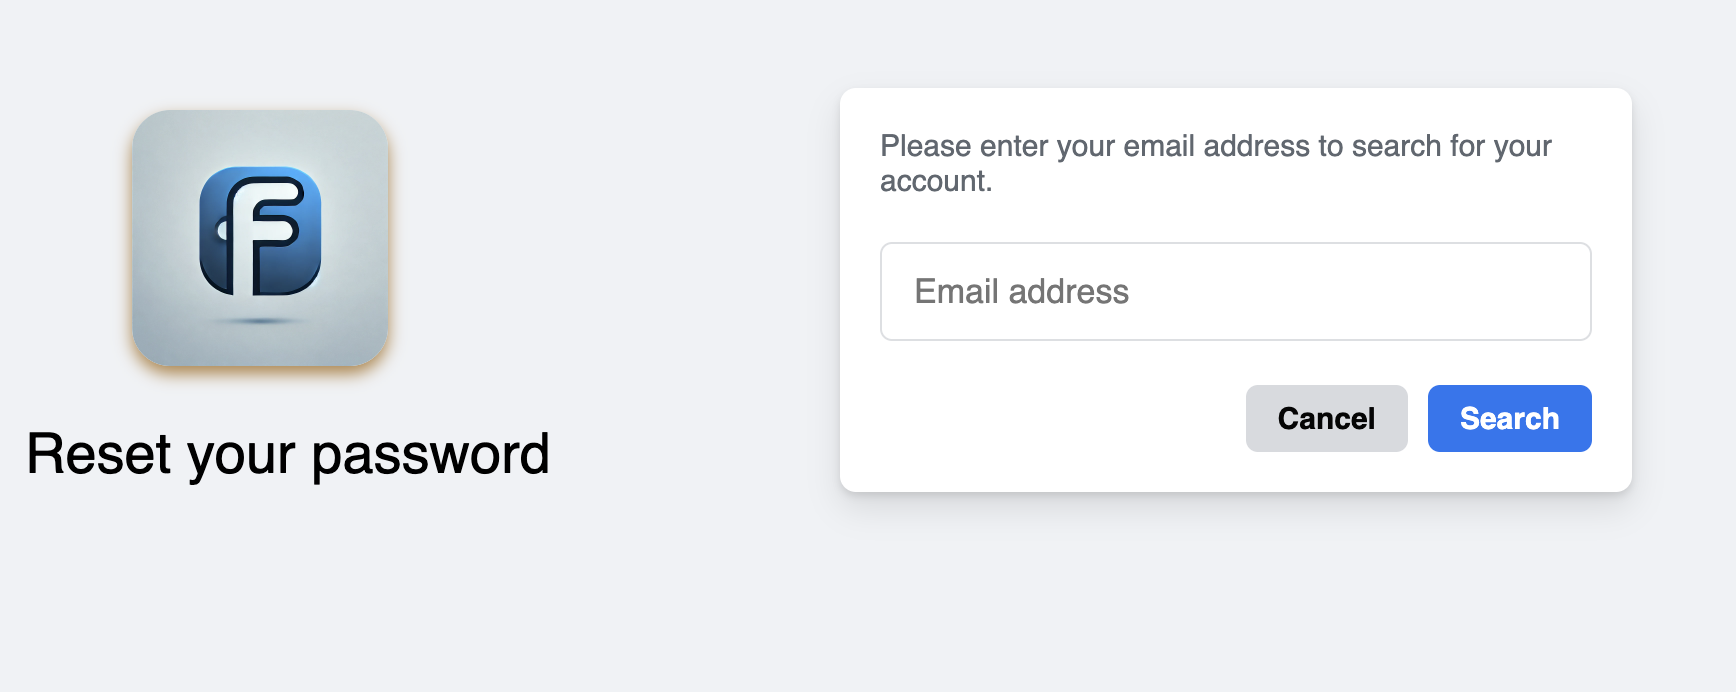 F
Reset your password
Please enter your email address to search for your
account.
Email address
Cancel
Search